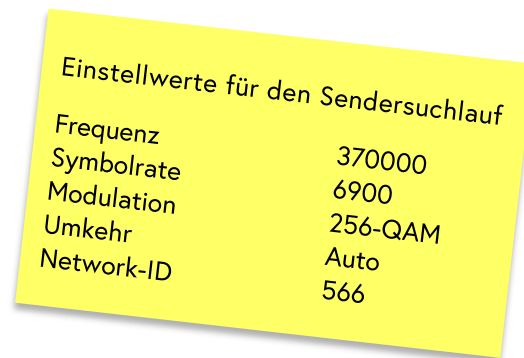 Einstellwerte für den Sendersuchlauf
Frequenz 370000
Symbolrate 6900
Modulation 256-QAM
Umkehr Auto
Network-ID 566